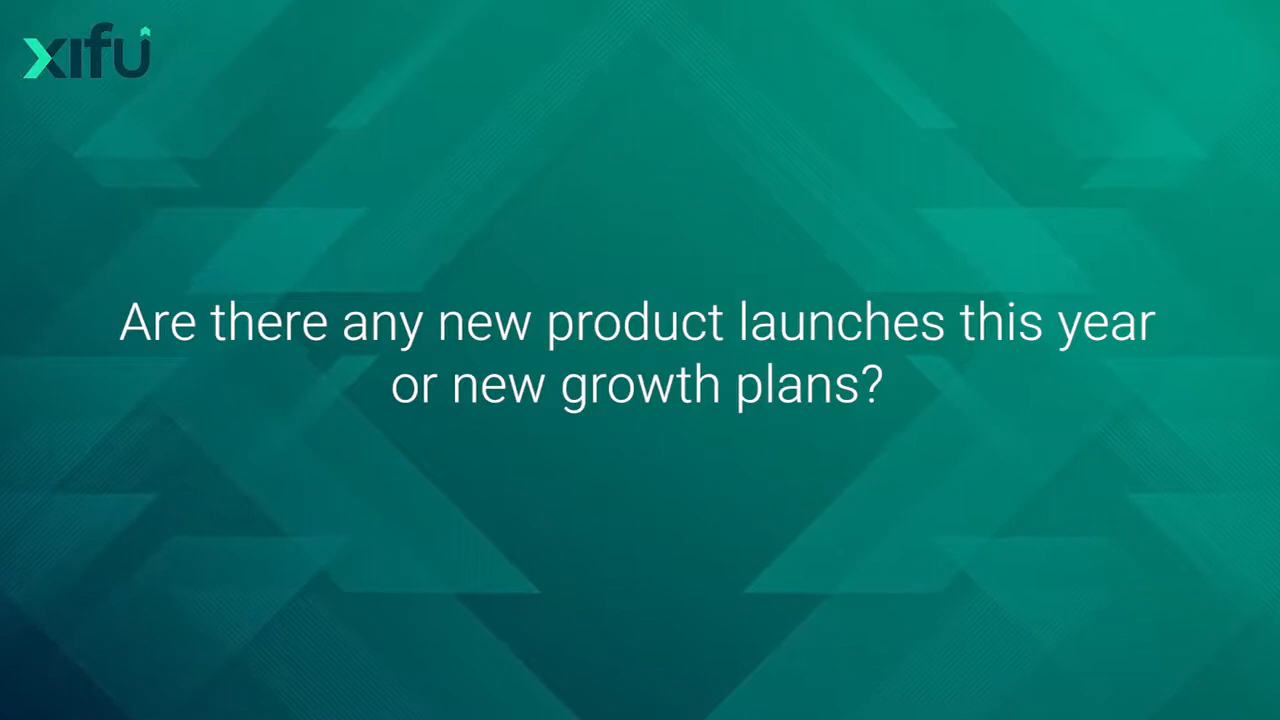 xifu
Are there any new product launches this year
or new growth plans?